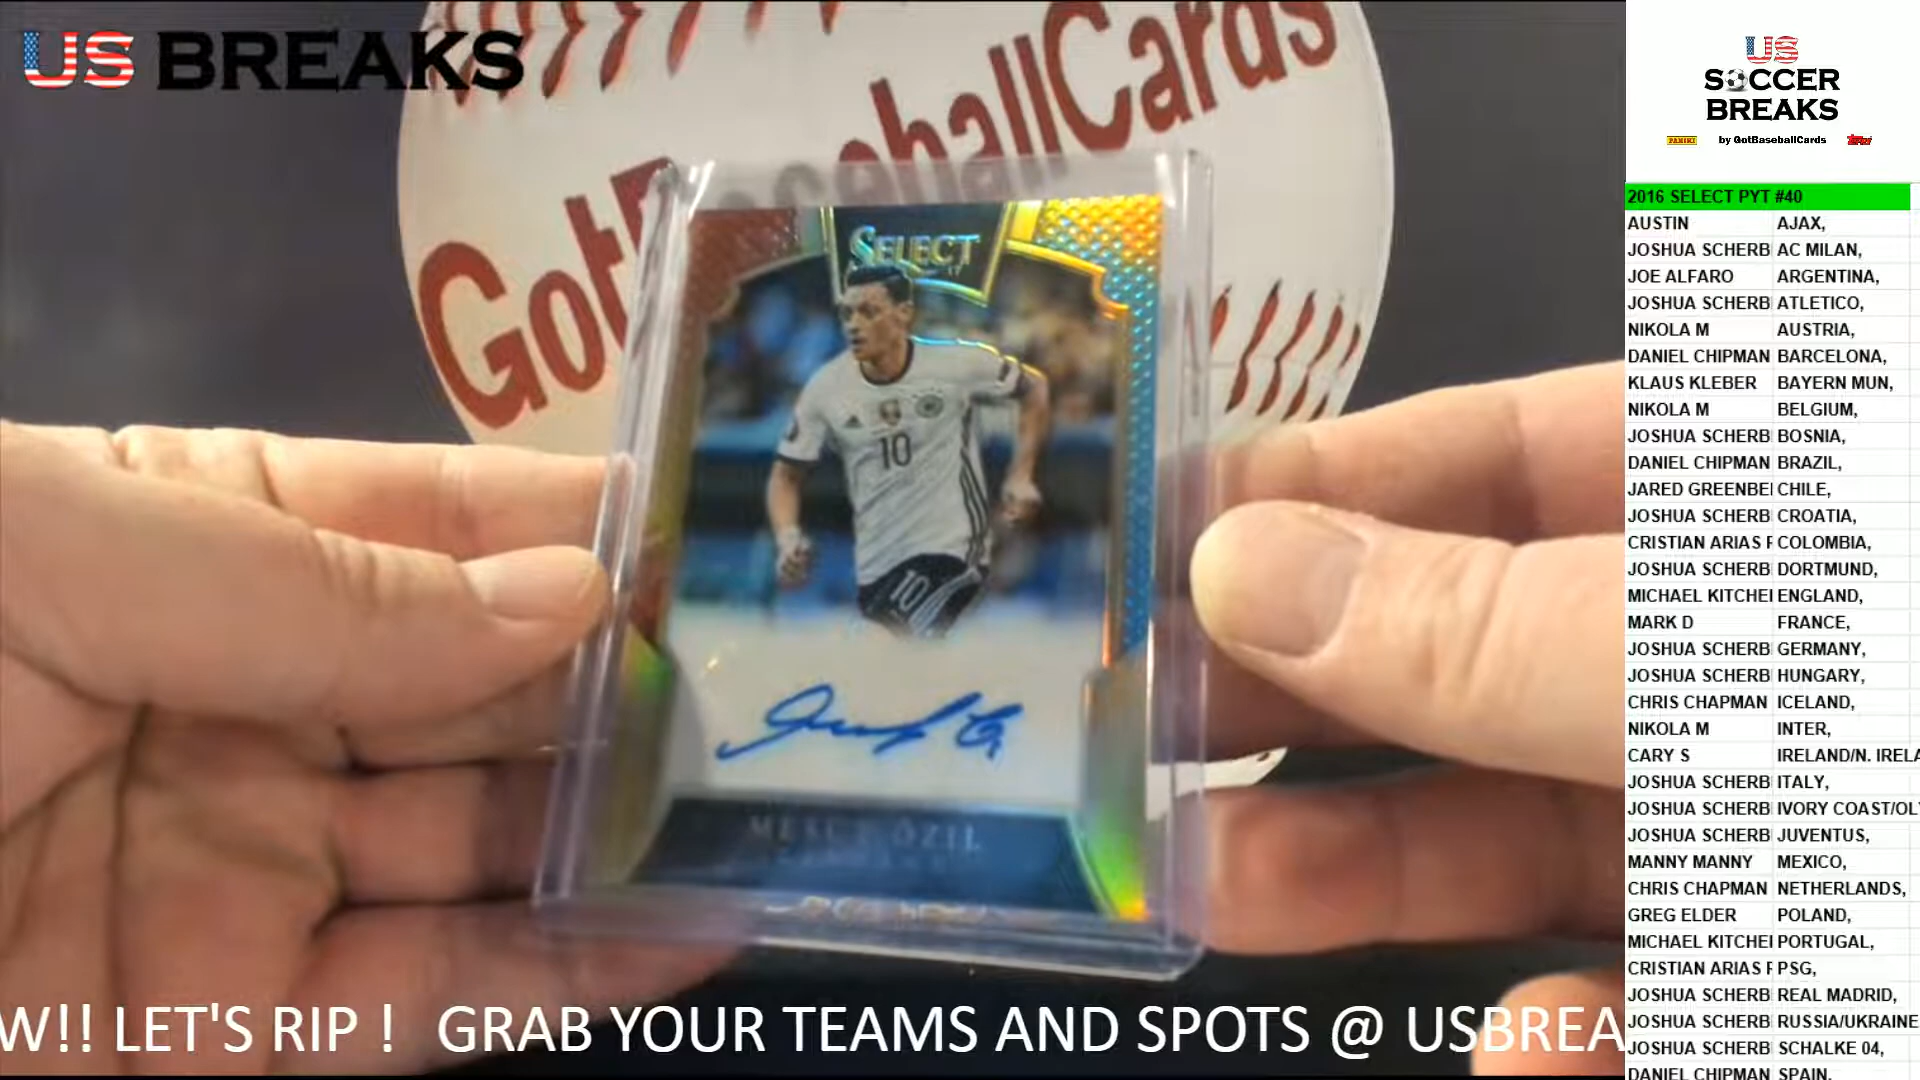 US BREAKS
GotBaseballCards
SELECT
10
10
MESUT ÖZIL
GERMANY
W!! LET'S RIP ! GRAB YOUR TEAMS AND SPOTS @ USBREA
US
SOCCER
BREAKS
PANINI by GotBaseballCards Topps
2016 SELECT PYT #40
AUSTIN AJAX,
JOSHUA SCHERB AC MILAN,
JOE ALFARO ARGENTINA,
JOSHUA SCHERB ATLETICO,
NIKOLA M AUSTRIA,
DANIEL CHIPMAN BARCELONA,
KLAUS KLEBER BAYERN MUN,
NIKOLA M BELGIUM,
JOSHUA SCHERB BOSNIA,
DANIEL CHIPMAN BRAZIL,
JARED GREENBE CHILE,
JOSHUA SCHERB CROATIA,
CRISTIAN ARIAS F COLOMBIA,
JOSHUA SCHERB DORTMUND,
MICHAEL KITCHE ENGLAND,
MARK D FRANCE,
JOSHUA SCHERB GERMANY,
JOSHUA SCHERB HUNGARY,
CHRIS CHAPMAN ICELAND,
NIKOLA M INTER,
CARY S IRELAND/N. IRELA
JOSHUA SCHERB ITALY,
JOSHUA SCHERB IVORY COAST/OLY
JOSHUA SCHERB JUVENTUS,
MANNY MANNY MEXICO,
CHRIS CHAPMAN NETHERLANDS,
GREG ELDER POLAND,
MICHAEL KITCHE PORTUGAL,
CRISTIAN ARIAS F PSG,
JOSHUA SCHERB REAL MADRID,
JOSHUA SCHERB RUSSIA/UKRAINE
JOSHUA SCHERB SCHALKE 04,
DANIEL CHIPMAN SPAIN,